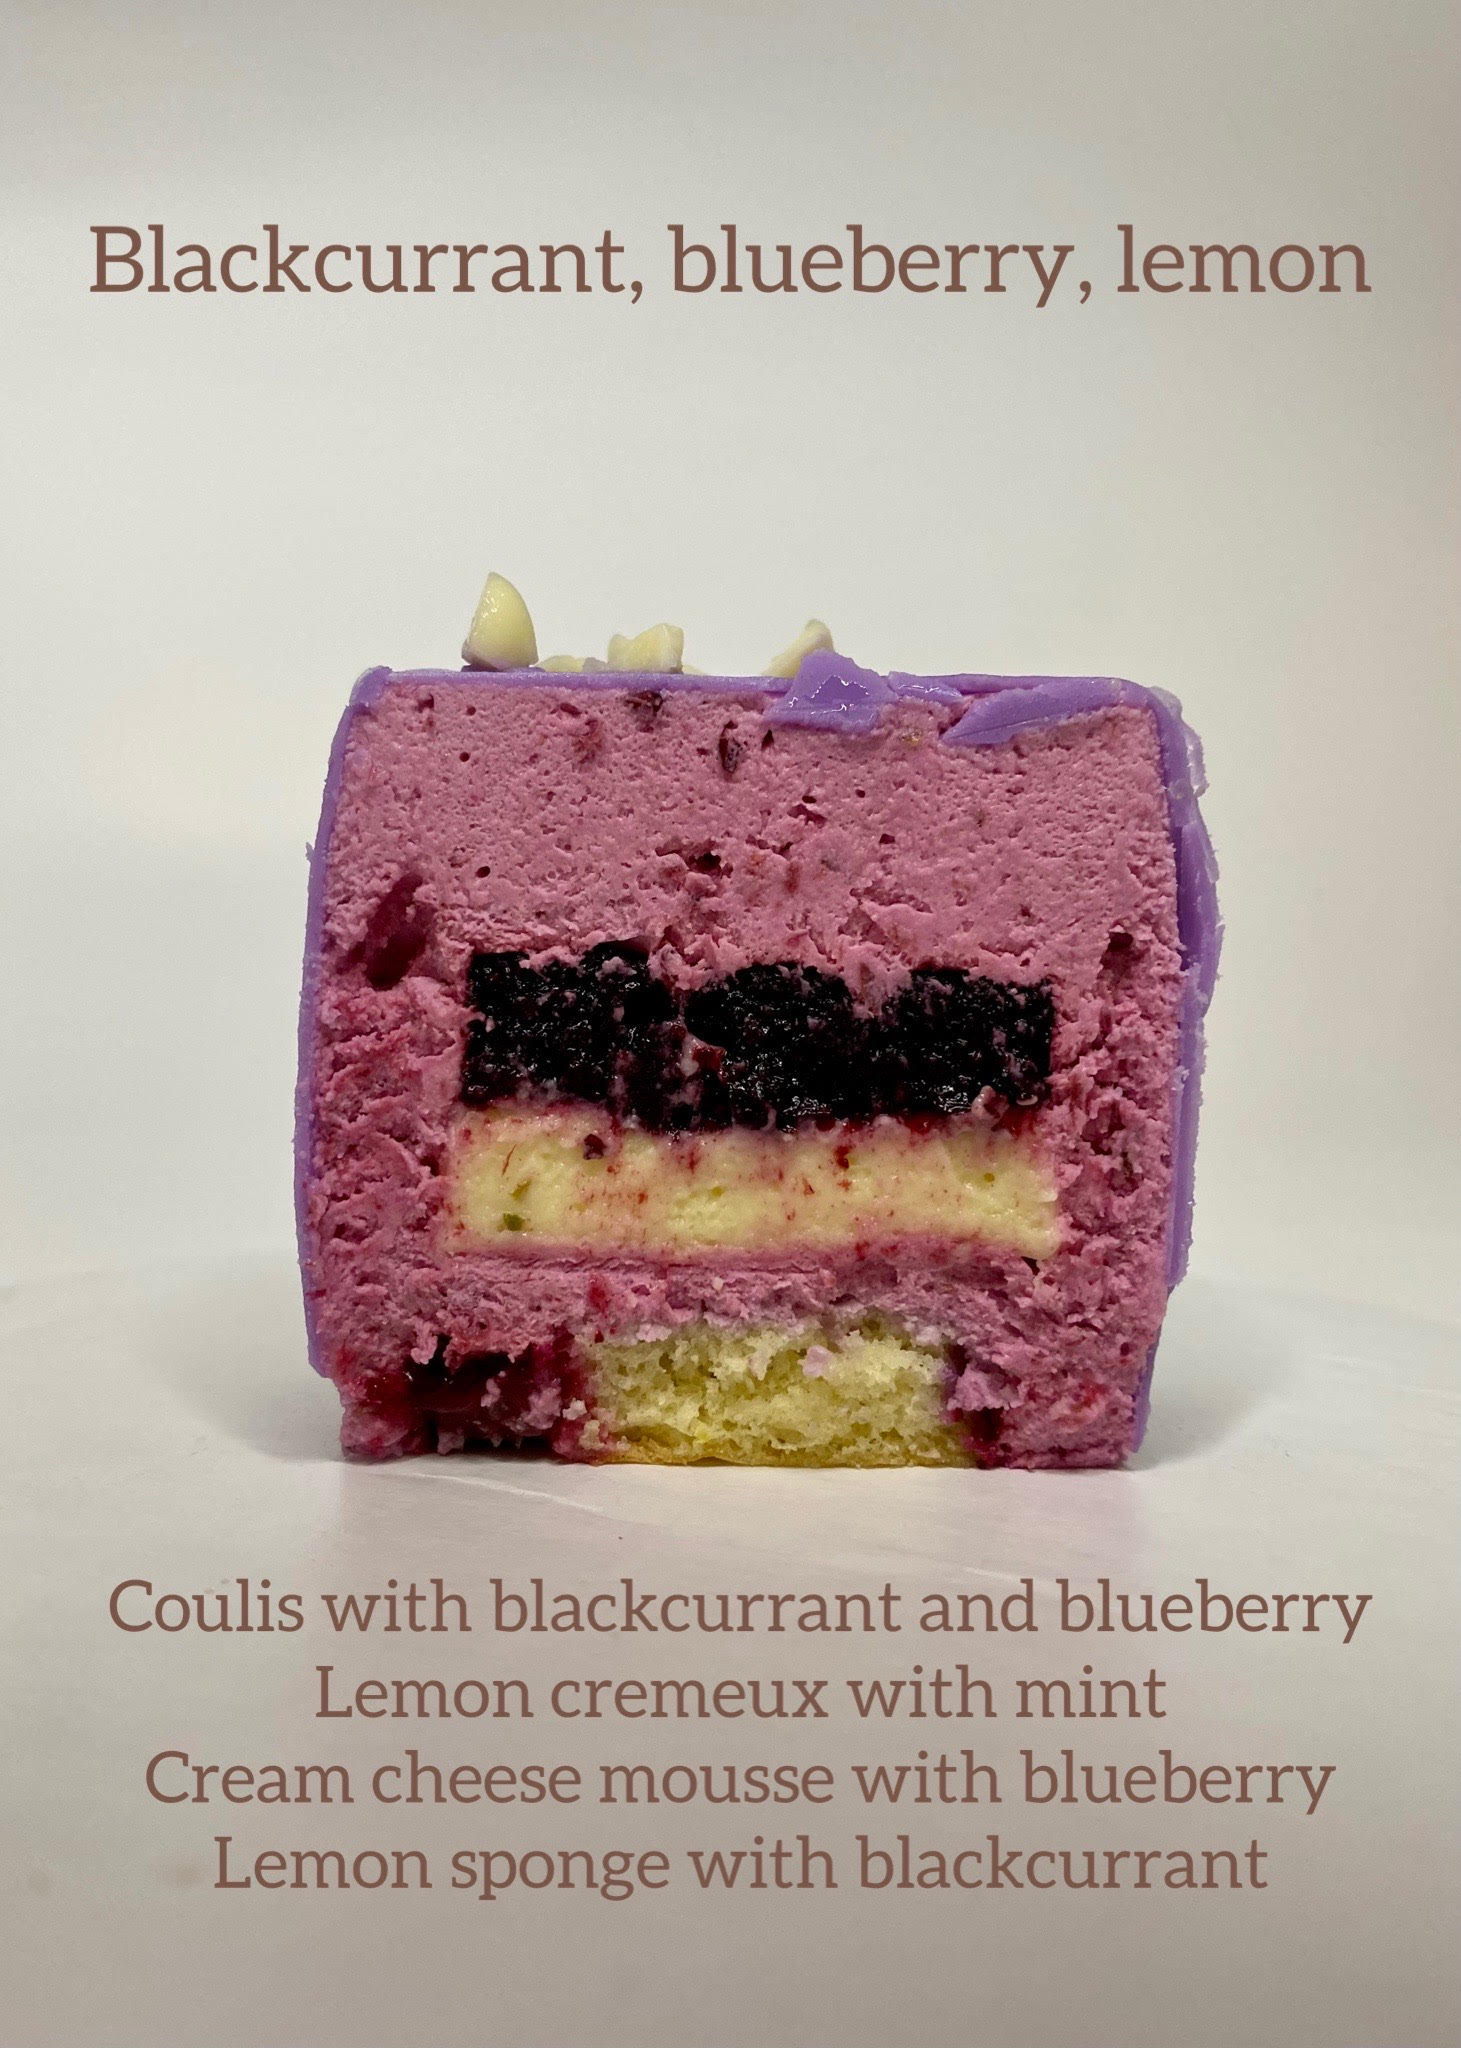 Blackcurrant, blueberry, lemon
Coulis with blackcurrant and blueberry
Lemon cremeux with mint
Cream cheese mousse with blueberry
Lemon sponge with blackcurrant